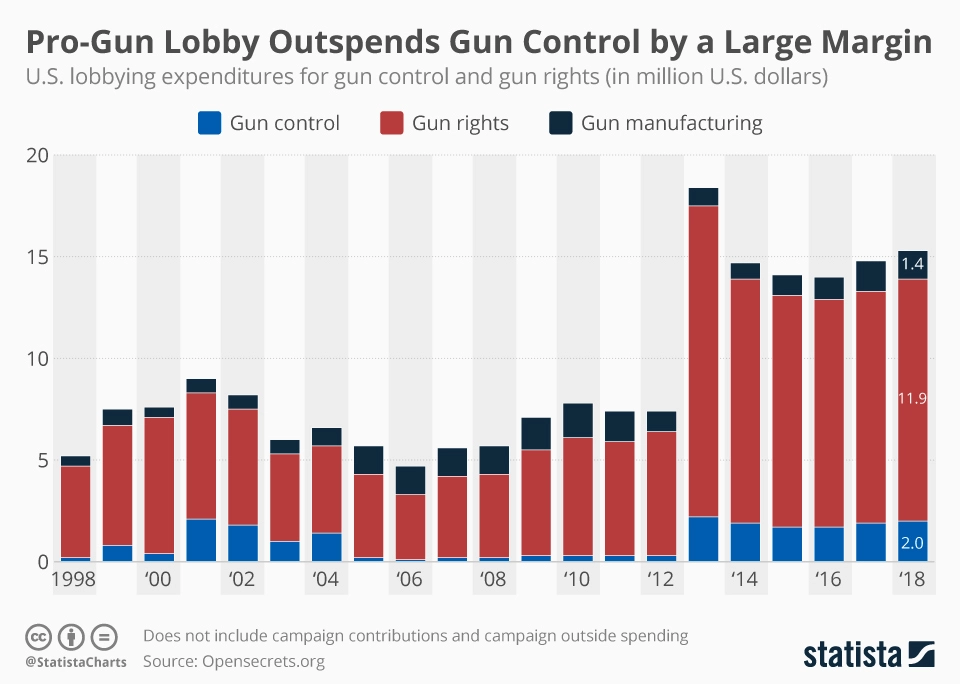 Pro-Gun Lobby Outspends Gun Control by a Large Margin
U.S. lobbying expenditures for gun control and gun rights (in million U.S. dollars)
Gun control Gun rights Gun manufacturing
20
15
10
5
0
1.4
11.9
2.0
1998 ‘00 ‘02 ‘04 ‘06 ‘08 ‘10 ‘12 ‘14 ‘16 ‘18
cc
@StatistaCharts
Does not include campaign contributions and campaign outside spending
Source: Opensecrets.org
statista